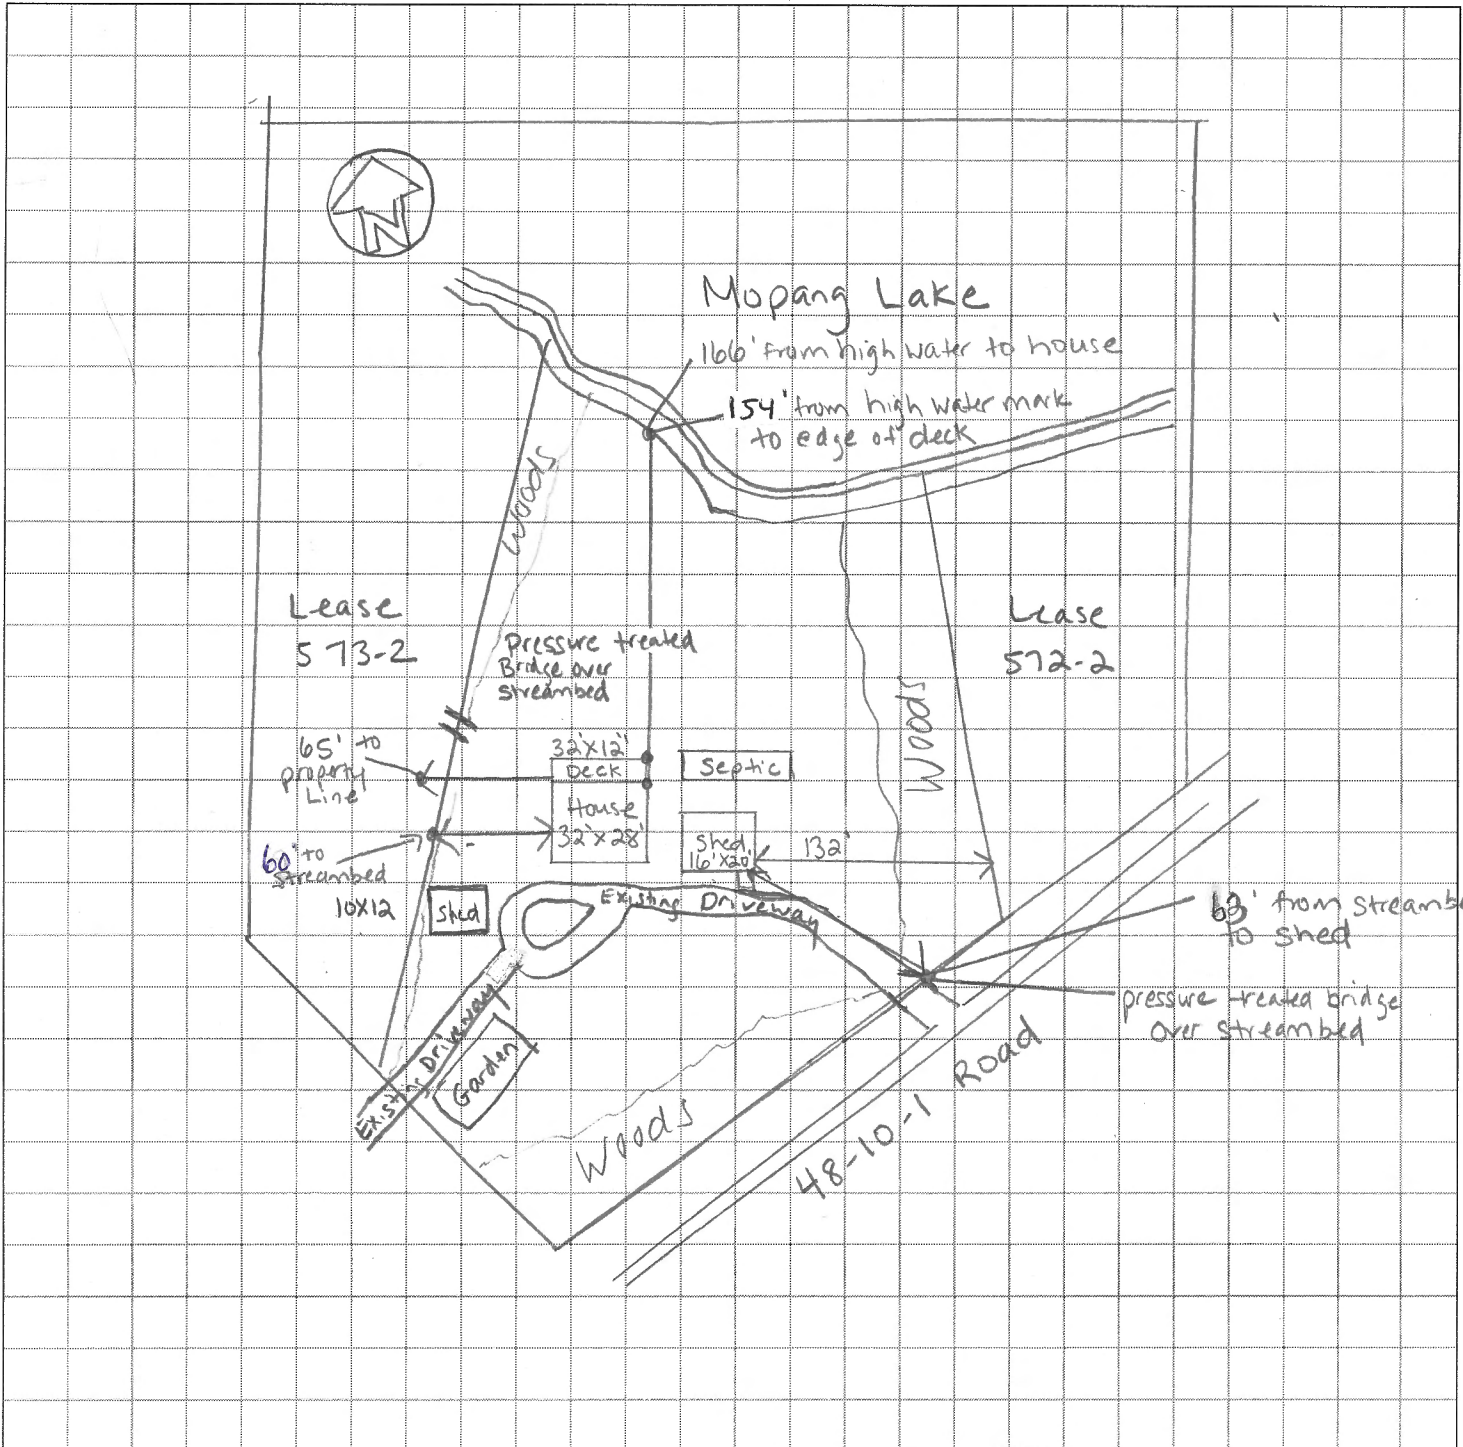 N
Mopang Lake
166' from high water to house
154' from high water mark
to edge of deck
Woods
Lease
573-2
Lease
572-2
Pressure treated
Bridge over
streambed
Woods
65' to
property
Line
32'X12'
Deck
Septic
House
32'X28'
Shed
16'X20'
132'
60' to
streambed
10X12
Shed
Existing Driveway
63' from streamb
to shed
pressure treated bridge
over streambed
Existing Driveway
Garden
Woods
48-10-1 Road